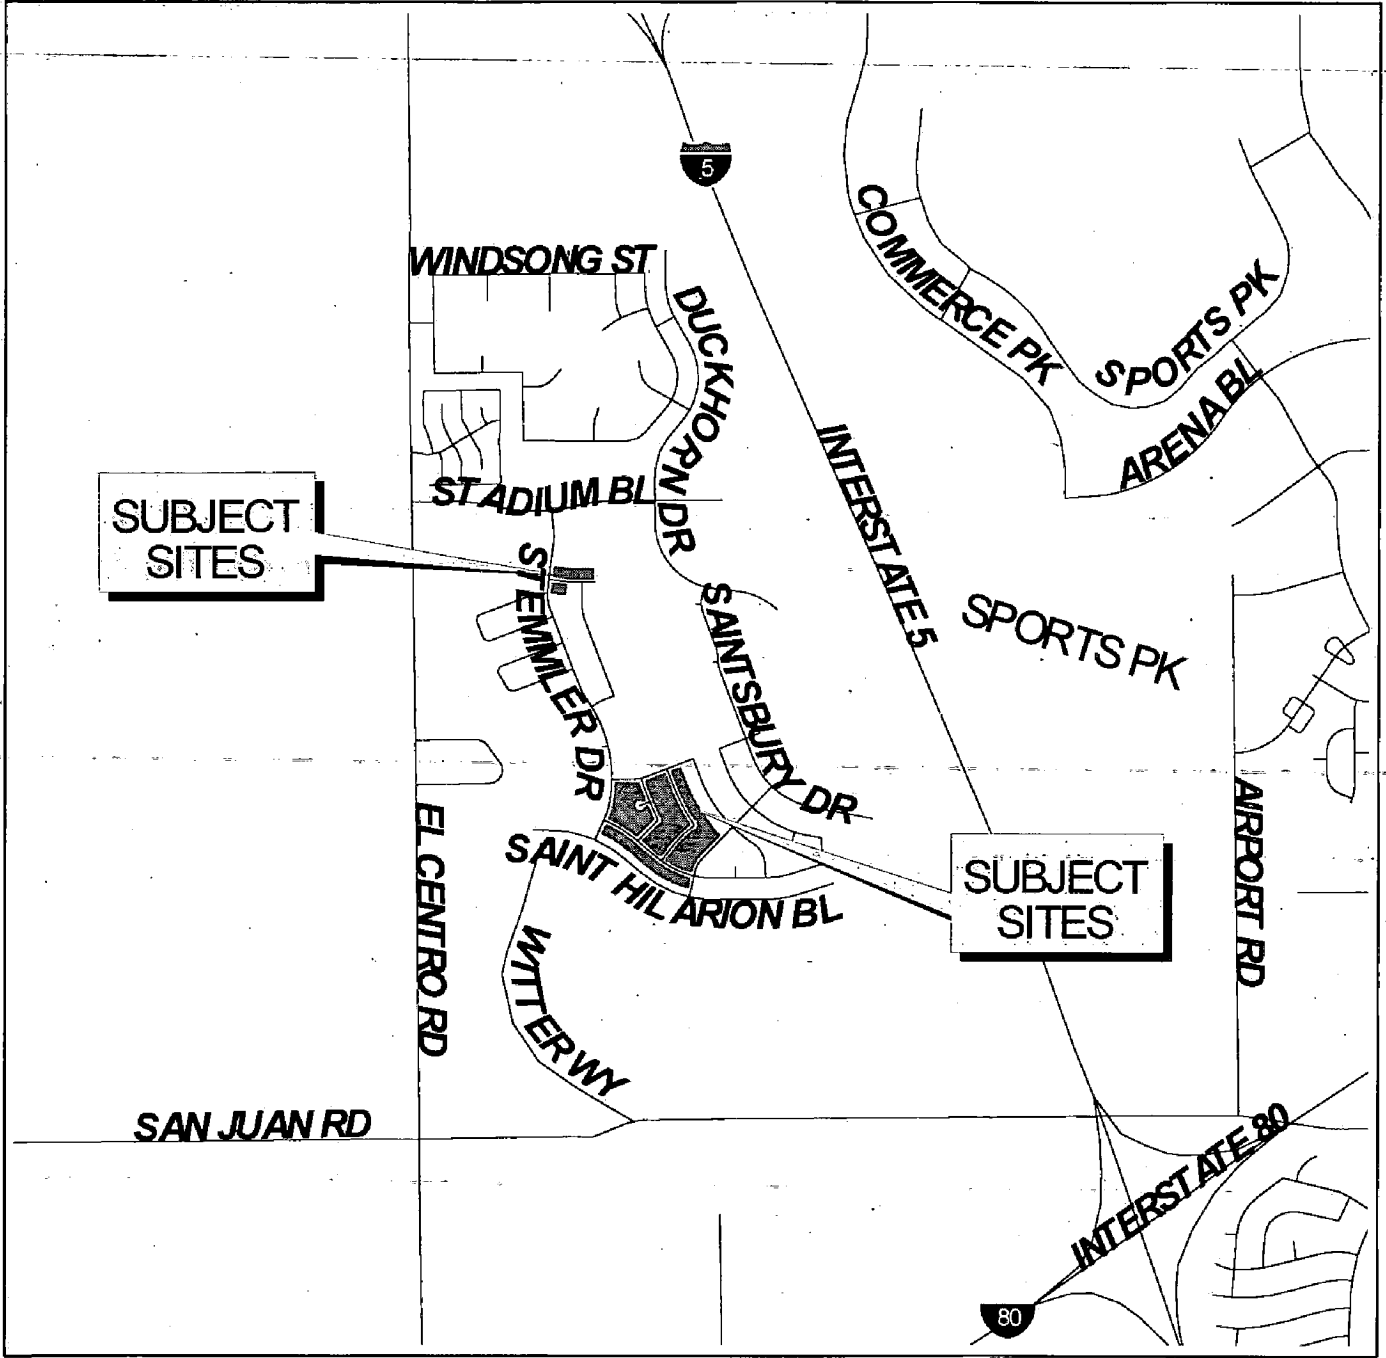 5
WINDSONG ST
DUCKHORN DR
COMMERCE PK
SPORTS PK
ARENA BL
INTERSTATE 5
STADIUM BL
SUBJECT
SITES
STEMMLER DR
SAINTSBURY DR
SPORTS PK
EL CENTRO RD
AIRPORT RD
SAINT HILARION BL
SUBJECT
SITES
WITTER WY
SAN JUAN RD
INTERSTATE 80
80